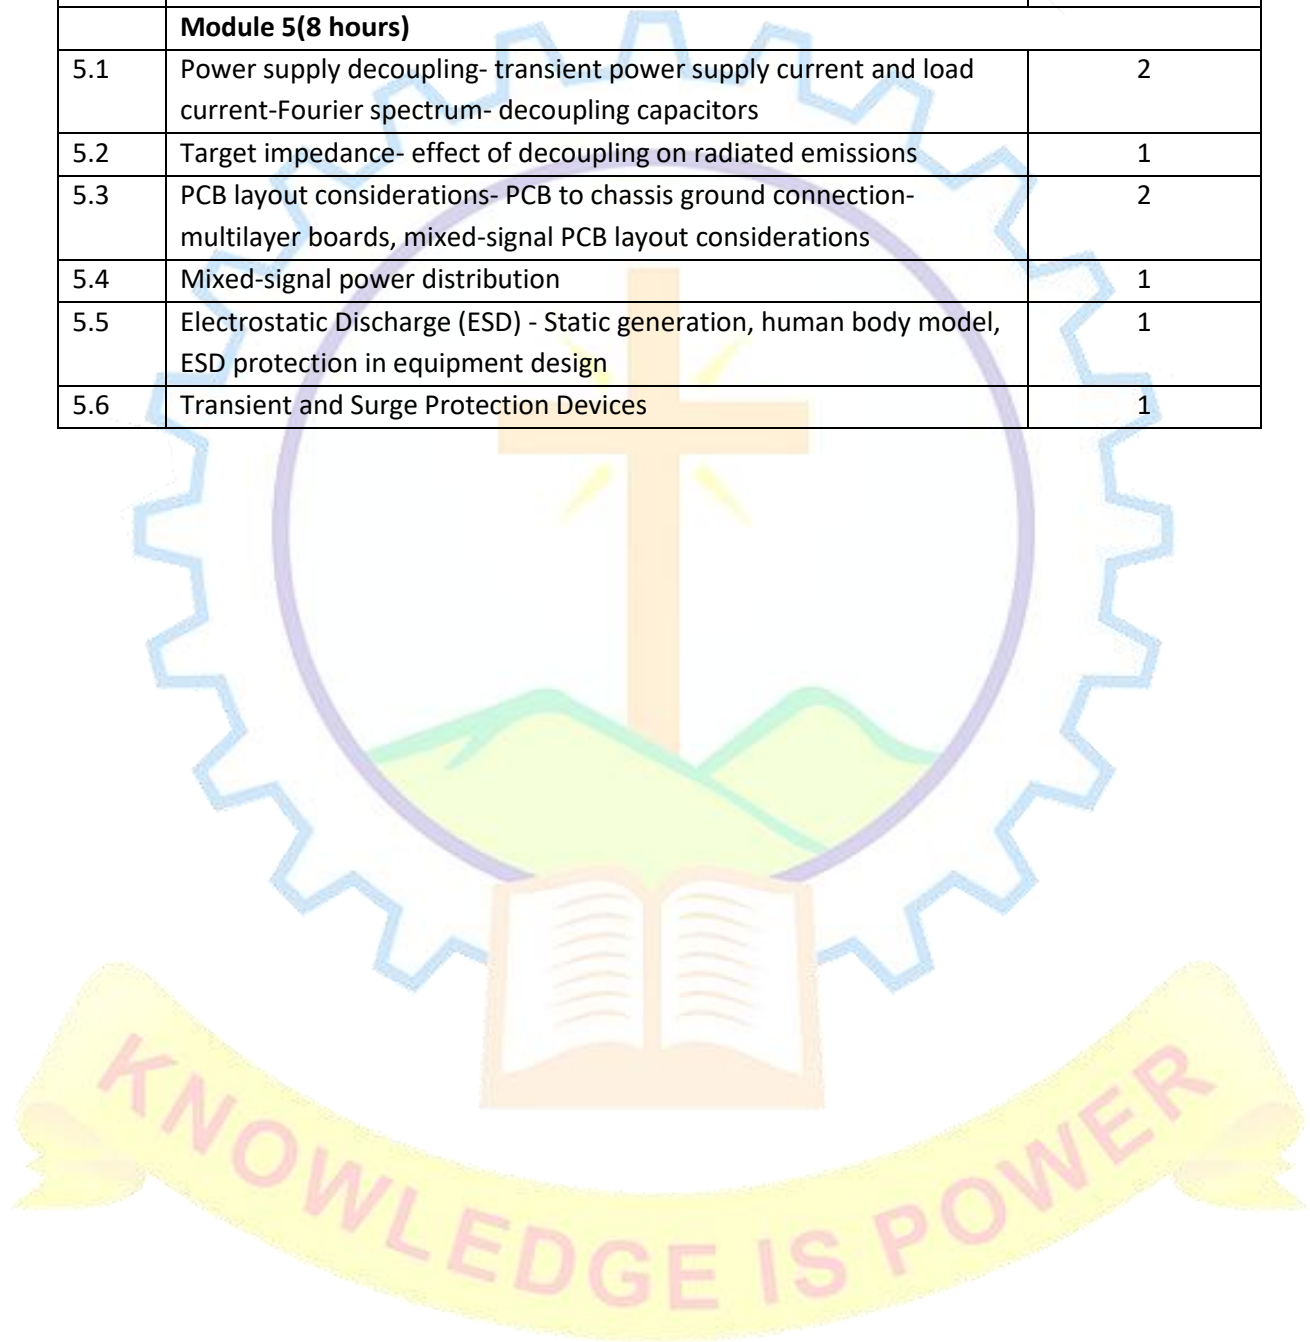 Module 5(8 hours)
5.1 Power supply decoupling- transient power supply current and load 2
current-Fourier spectrum- decoupling capacitors
5.2 Target impedance- effect of decoupling on radiated emissions 1
5.3 PCB layout considerations- PCB to chassis ground connection- 2
multilayer boards, mixed-signal PCB layout considerations
5.4 Mixed-signal power distribution 1
5.5 Electrostatic Discharge (ESD) - Static generation, human body model, 1
ESD protection in equipment design
5.6 Transient and Surge Protection Devices 1
KNOWLEDGE IS POWER